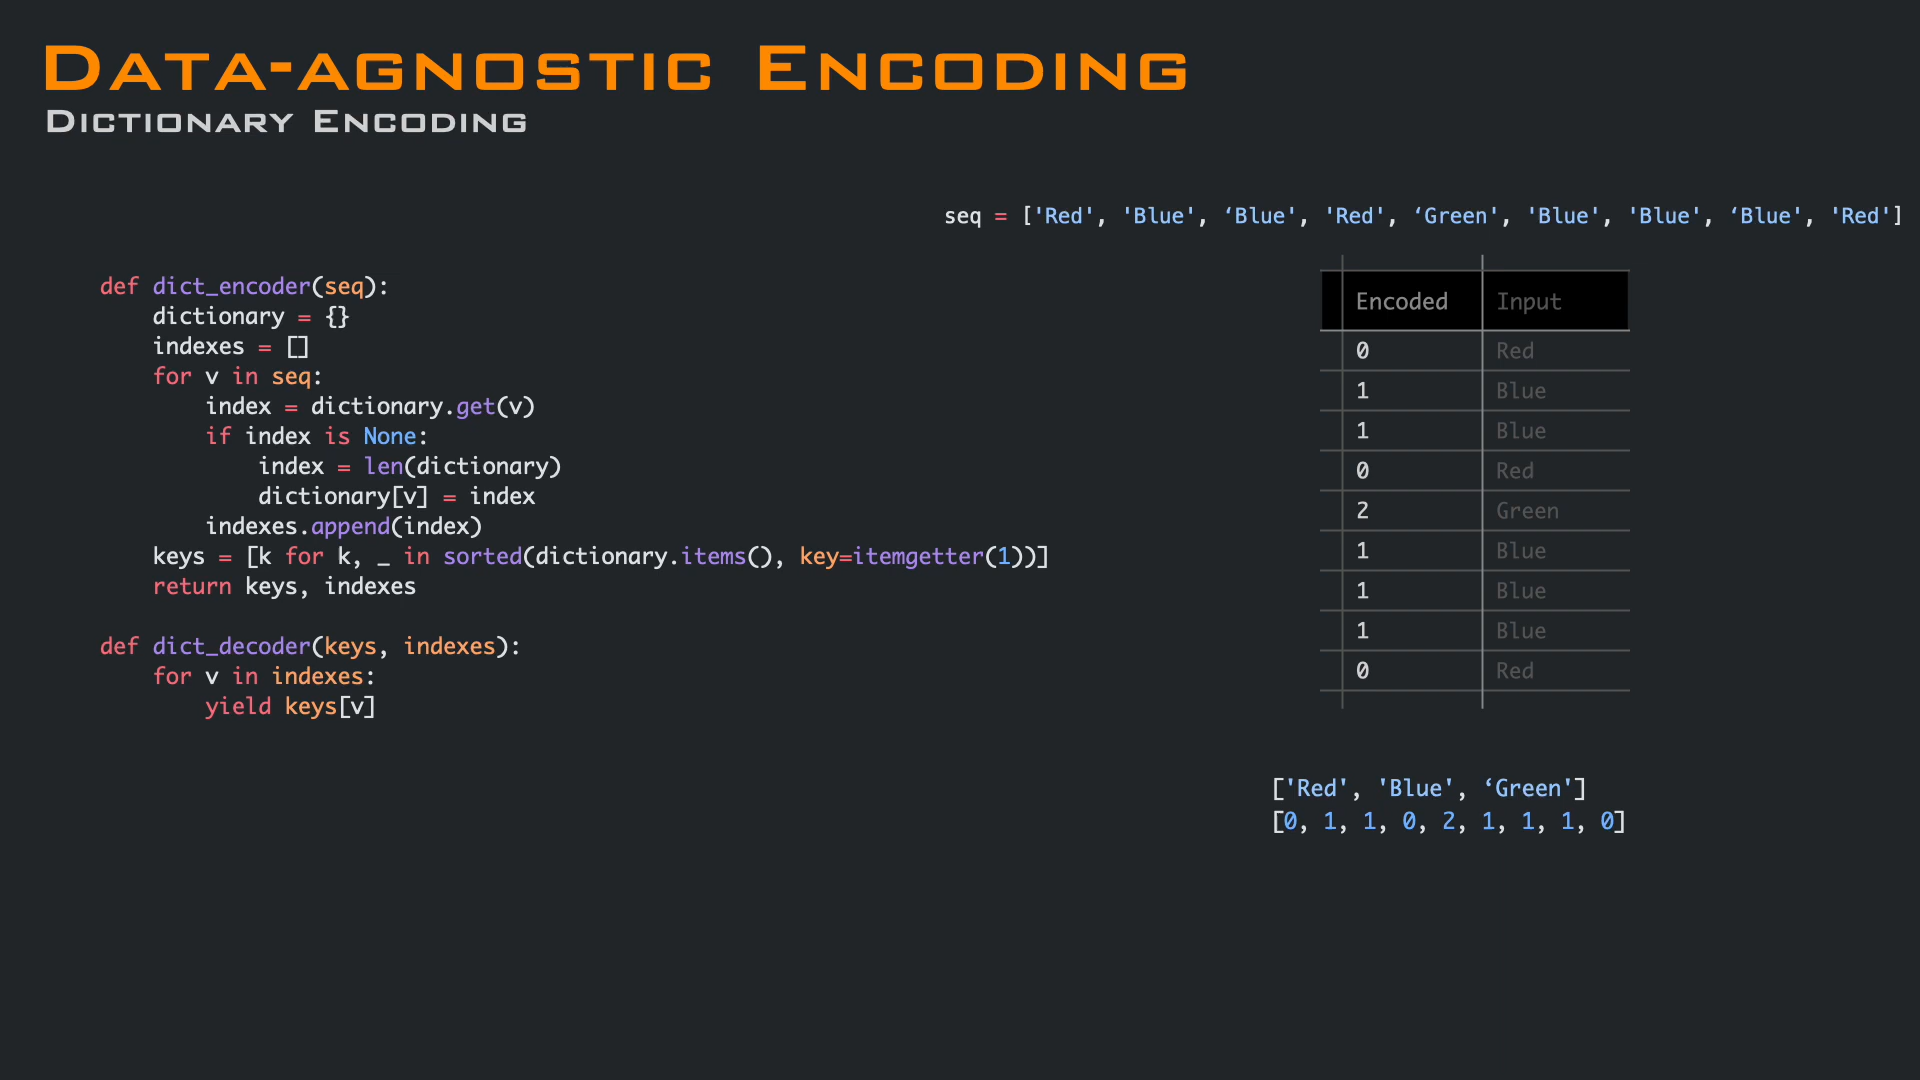 DATA-AGNOSTIC ENCODING
DICTIONARY ENCODING
seq = ['Red', 'Blue', ‘Blue', 'Red', ‘Green', 'Blue', 'Blue', ‘Blue', 'Red']
def dict_encoder(seq):
    dictionary = {}
    indexes = []
    for v in seq:
        index = dictionary.get(v)
        if index is None:
            index = len(dictionary)
            dictionary[v] = index
        indexes.append(index)
    keys = [k for k, _ in sorted(dictionary.items(), key=itemgetter(1))]
    return keys, indexes
def dict_decoder(keys, indexes):
    for v in indexes:
        yield keys[v]
Encoded Input
0 Red
1 Blue
1 Blue
0 Red
2 Green
1 Blue
1 Blue
1 Blue
0 Red
['Red', 'Blue', ‘Green']
[0, 1, 1, 0, 2, 1, 1, 1, 0]